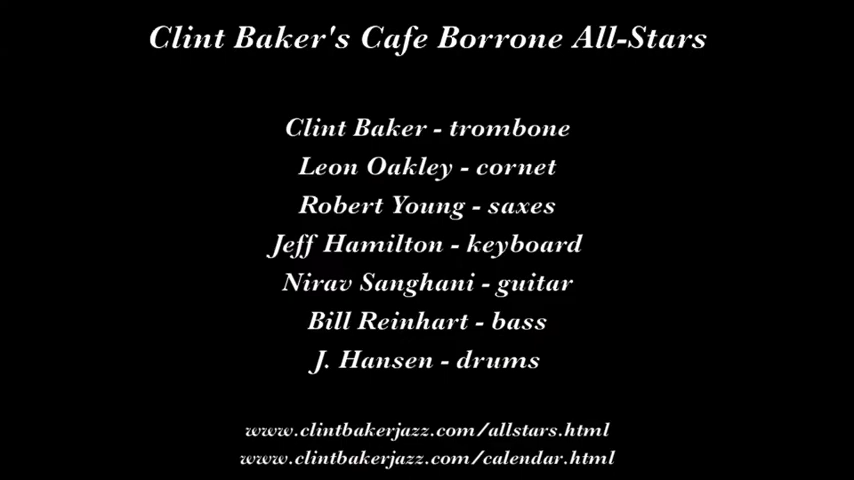 Clint Baker's Cafe Borrone All-Stars
Clint Baker - trombone
Leon Oakley - cornet
Robert Young - saxes
Jeff Hamilton - keyboard
Nirav Sanghani - guitar
Bill Reinhart - bass
J. Hansen - drums
www.clintbakerjazz.com/allstars.html
www.clintbakerjazz.com/calendar.html